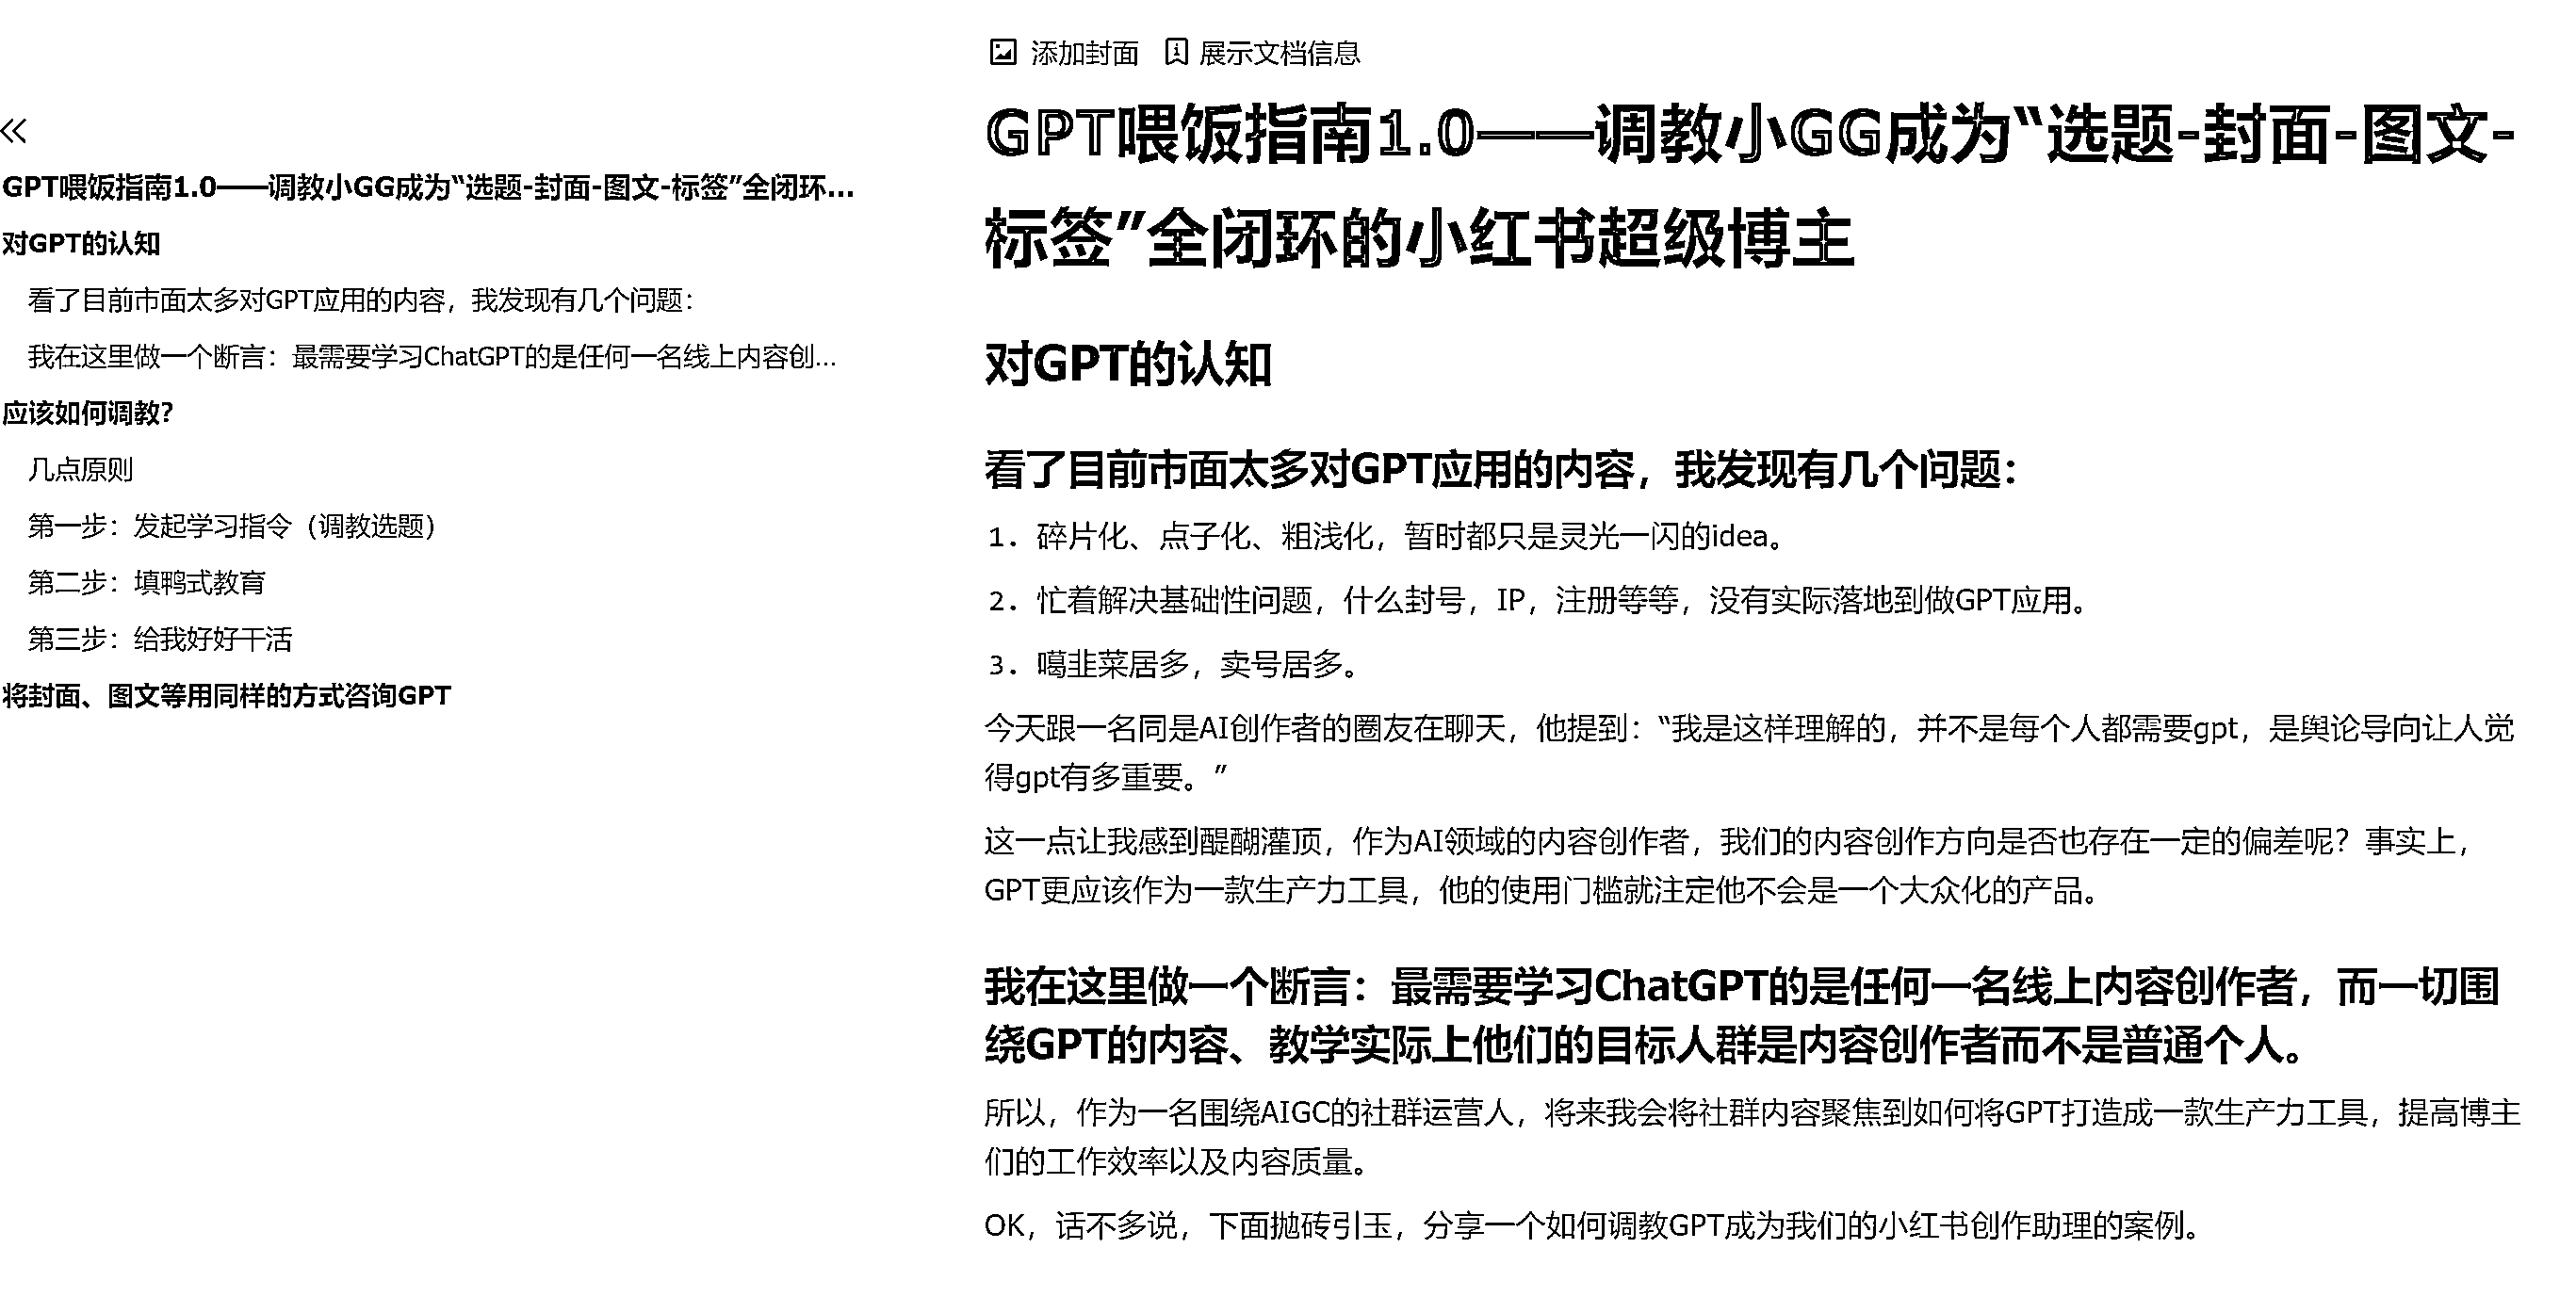 添加封面 展示文档信息
GPT喂饭指南1.0——调教小GG成为“选题-封面-图文-
标签”全闭环的小红书超级博主
GPT喂饭指南1.0——调教小GG成为“选题-封面-图文-标签”全闭环...
对GPT的认知
看了目前市面太多对GPT应用的内容，我发现有几个问题：
我在这里做一个断言：最需要学习ChatGPT的是任何一名线上内容创...
应该如何调教？
几点原则
第一步：发起学习指令（调教选题）
第二步：填鸭式教育
第三步：给我好好干活
将封面、图文等用同样的方式咨询GPT
对GPT的认知
看了目前市面太多对GPT应用的内容，我发现有几个问题：
1. 碎片化、点子化、粗浅化，暂时都只是灵光一闪的idea。
2. 忙着解决基础性问题，什么封号，IP，注册等等，没有实际落地到做GPT应用。
3. 噶韭菜居多，卖号居多。
今天跟一名同是AI创作者的圈友在聊天，他提到：“我是这样理解的，并不是每个人都需要gpt，是舆论导向让人觉
得gpt有多重要。”
这一点让我感到醍醐灌顶，作为AI领域的内容创作者，我们的内容创作方向是否也存在一定的偏差呢？事实上，
GPT更应该作为一款生产力工具，他的使用门槛就注定他不会是一个大众化的产品。
我在这里做一个断言：最需要学习ChatGPT的是任何一名线上内容创作者，而一切围
绕GPT的内容、教学实际上他们的目标人群是内容创作者而不是普通个人。
所以，作为一名围绕AIGC的社群运营人，将来我会将社群内容聚焦到如何将GPT打造成一款生产力工具，提高博主
们的工作效率以及内容质量。
OK，话不多说，下面抛砖引玉，分享一个如何调教GPT成为我们的小红书创作助理的案例。